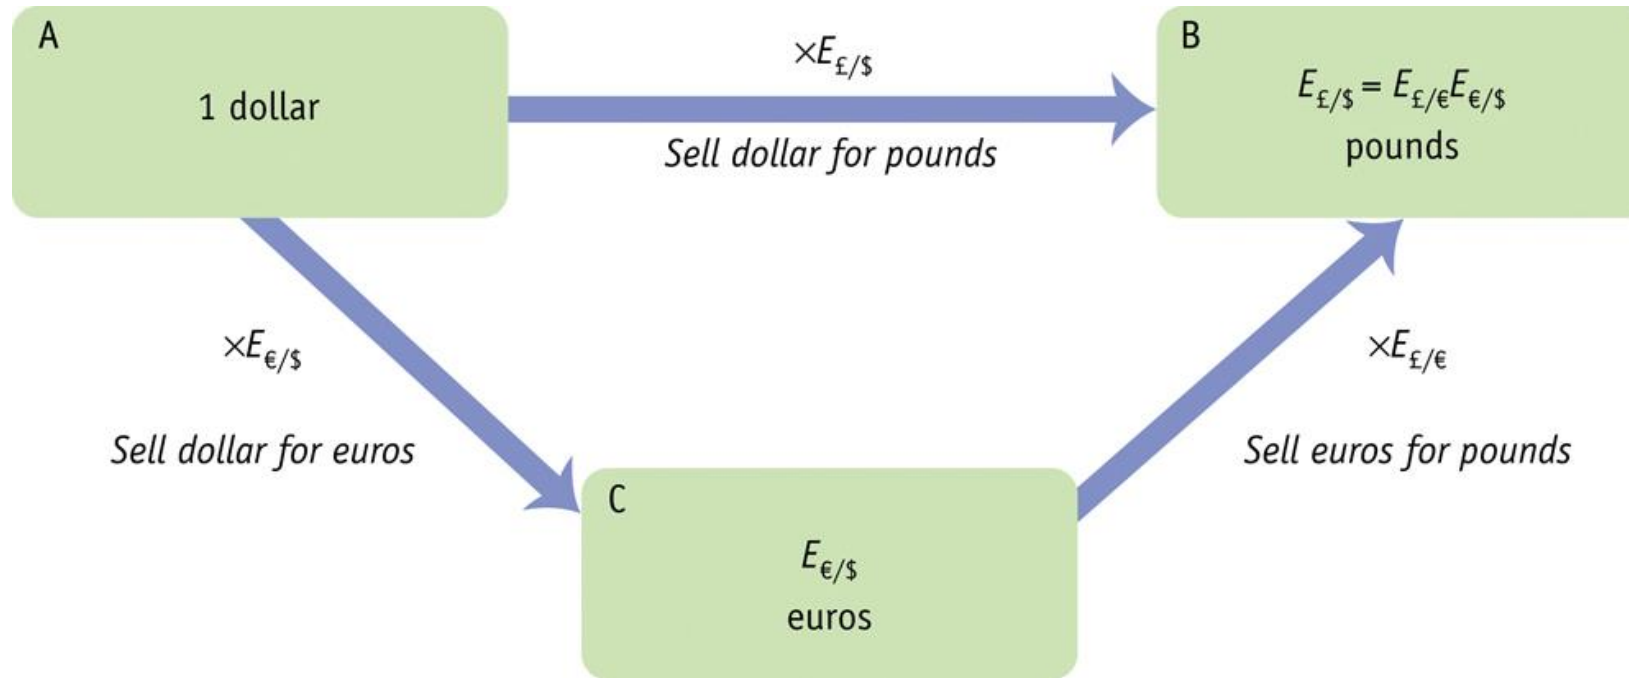 A
1 dollar
×E£/$
Sell dollar for pounds
B
E£/$ = E£/€E€/$
pounds
×E€/$
Sell dollar for euros
×E£/€
Sell euros for pounds
C
E€/$
euros